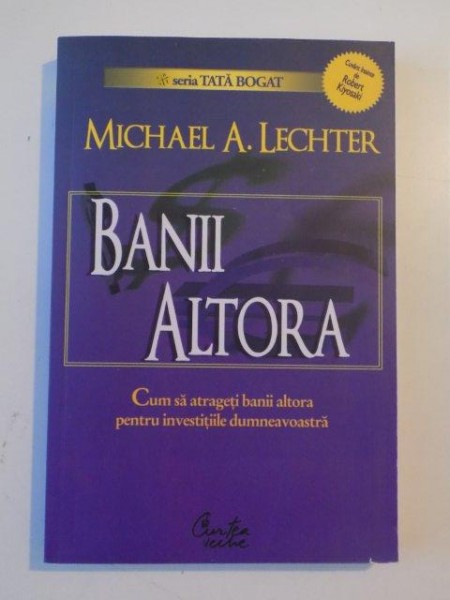 seria TATĂ BOGAT
Cuvânt înainte
de
Robert
Kiyosaki
MICHAEL A. LECHTER
BANII
ALTORA
Cum să atrageți banii altora
pentru investițiile dumneavoastră
Curtea
veche